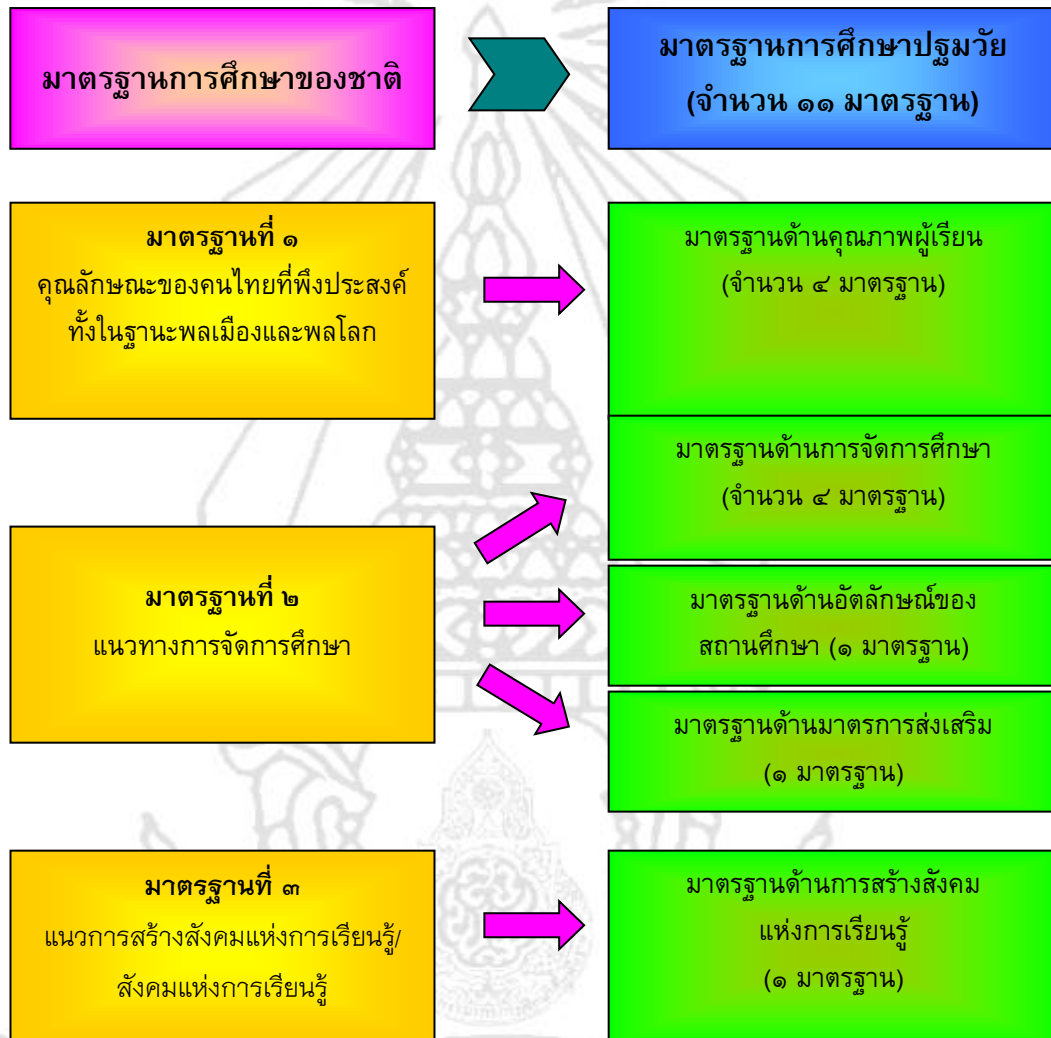 มาตรฐานการศึกษาของชาติ
มาตรฐานการศึกษาปฐมวัย
(จำนวน ๑๑ มาตรฐาน)
มาตรฐานที่ ๑
คุณลักษณะของคนไทยที่พึงประสงค์
ทั้งในฐานะพลเมืองและพลโลก
มาตรฐานด้านคุณภาพผู้เรียน
(จำนวน ๔ มาตรฐาน)
มาตรฐานที่ ๒
แนวทางการจัดการศึกษา
มาตรฐานด้านการจัดการศึกษา
(จำนวน ๔ มาตรฐาน)
มาตรฐานด้านอัตลักษณ์ของ
สถานศึกษา (๑ มาตรฐาน)
มาตรฐานด้านมาตรการส่งเสริม
(๑ มาตรฐาน)
มาตรฐานที่ ๓
แนวการสร้างสังคมแห่งการเรียนรู้/
สังคมแห่งการเรียนรู้
มาตรฐานด้านการสร้างสังคม
แห่งการเรียนรู้
(๑ มาตรฐาน)